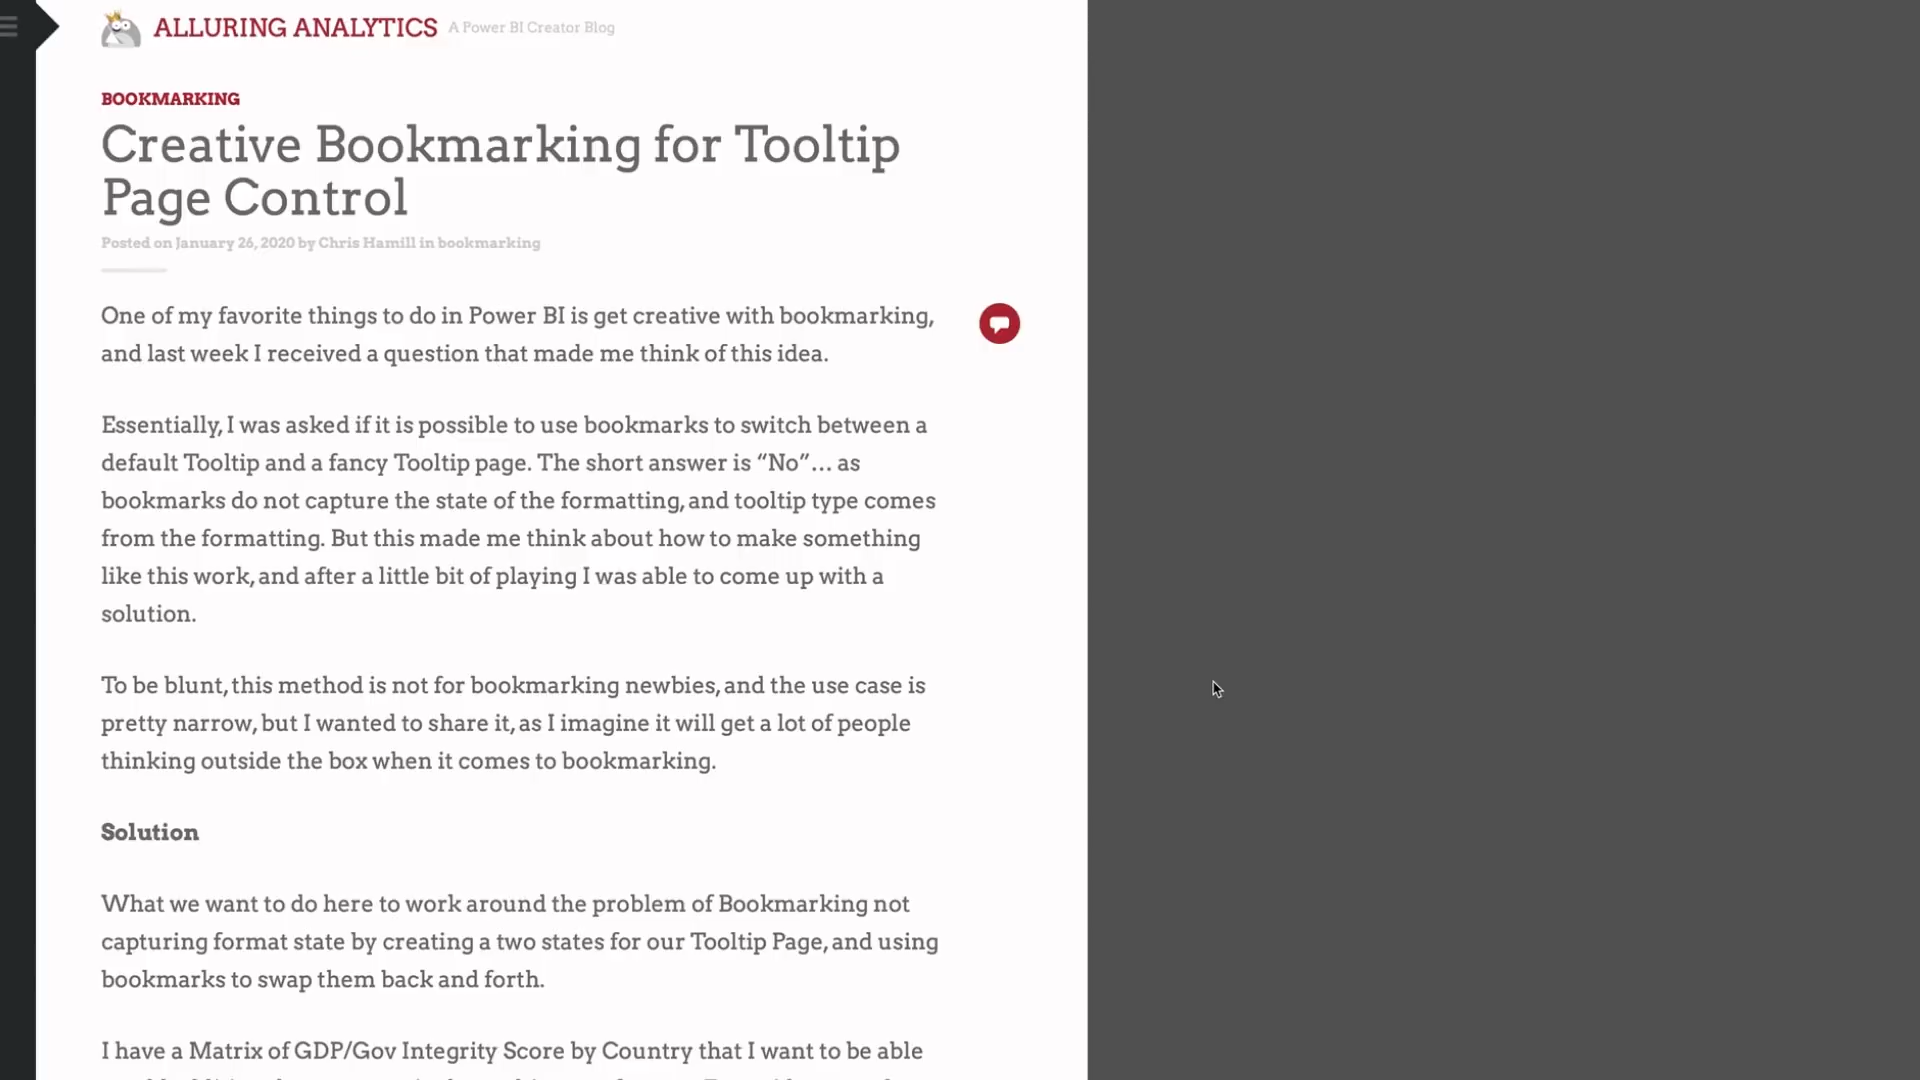 ALLURING ANALYTICS A Power BI Creator Blog
BOOKMARKING
Creative Bookmarking for Tooltip
Page Control
Posted on January 26, 2020 by Chris Hamill in bookmarking
One of my favorite things to do in Power BI is get creative with bookmarking,
and last week I received a question that made me think of this idea.
Essentially, I was asked if it is possible to use bookmarks to switch between a
default Tooltip and a fancy Tooltip page. The short answer is “No”… as
bookmarks do not capture the state of the formatting, and tooltip type comes
from the formatting. But this made me think about how to make something
like this work, and after a little bit of playing I was able to come up with a
solution.
To be blunt, this method is not for bookmarking newbies, and the use case is
pretty narrow, but I wanted to share it, as I imagine it will get a lot of people
thinking outside the box when it comes to bookmarking.
Solution
What we want to do here to work around the problem of Bookmarking not
capturing format state by creating a two states for our Tooltip Page, and using
bookmarks to swap them back and forth.
I have a Matrix of GDP/Gov Integrity Score by Country that I want to be able